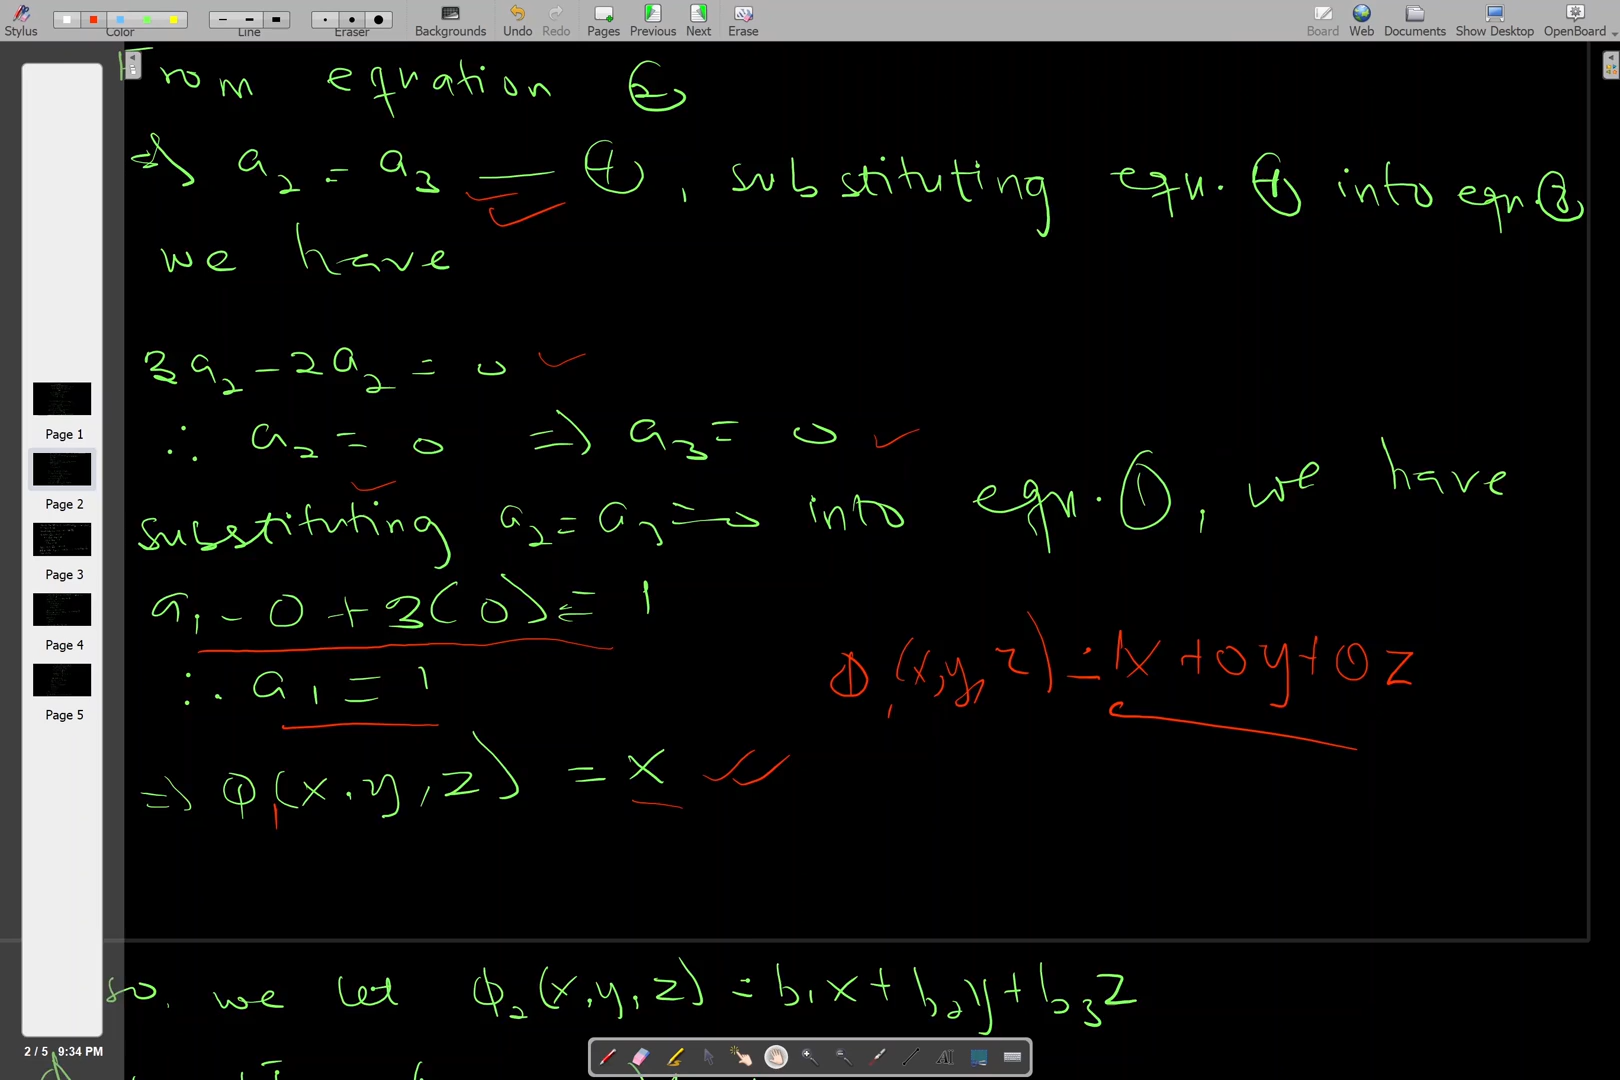 Stylus Color Line Eraser Backgrounds Undo Redo Pages Previous Next Erase Board Web Documents Show Desktop OpenBoard
From equation ②
⇒ a₂ = a₃ — ④, substituting eqn. ④ into eqn. ③
we have
3a₂ - 2a₂ = 0
∴ a₂ = 0 ⇒ a₃ = 0
substituting a₂ = a₃ = 0 into eqn. ①, we have
a₁ - 0 + 3(0) = 1
∴ a₁ = 1
Φ₁(x, y, z) = 1x + 0y + 0z
⇒ Φ₁(x, y, z) = x
so, we let Φ₂(x, y, z) = b₁x + b₂y + b₃z
Page 1
Page 2
Page 3
Page 4
Page 5
2 / 5 9:34 PM